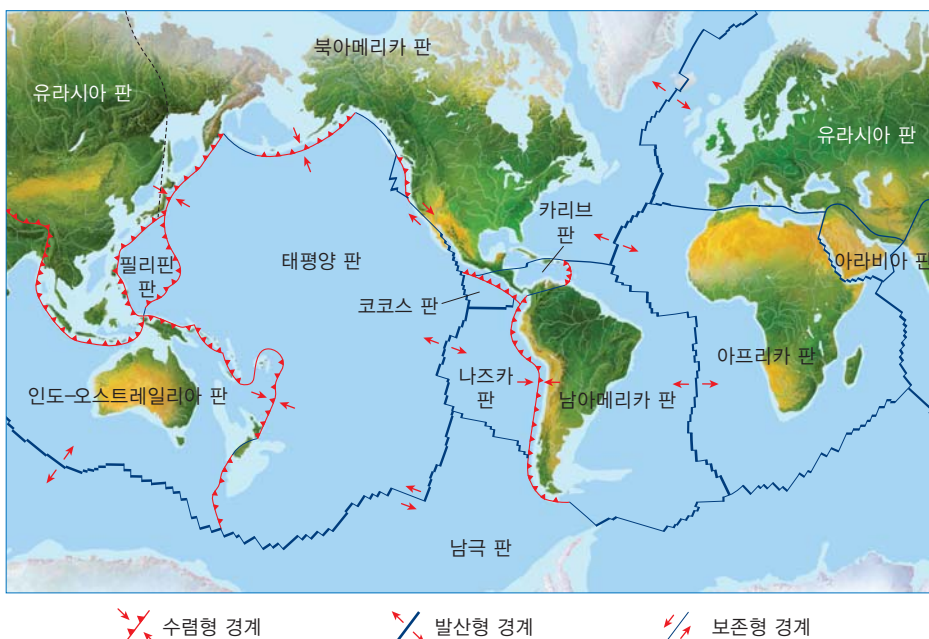 북아메리카 판
유라시아 판
유라시아 판
카리브
판
필리핀
판
태평양 판
아라비아 판
코코스 판
아프리카 판
나즈카
판
인도-오스트레일리아 판
남아메리카 판
남극 판
수렴형 경계
발산형 경계
보존형 경계